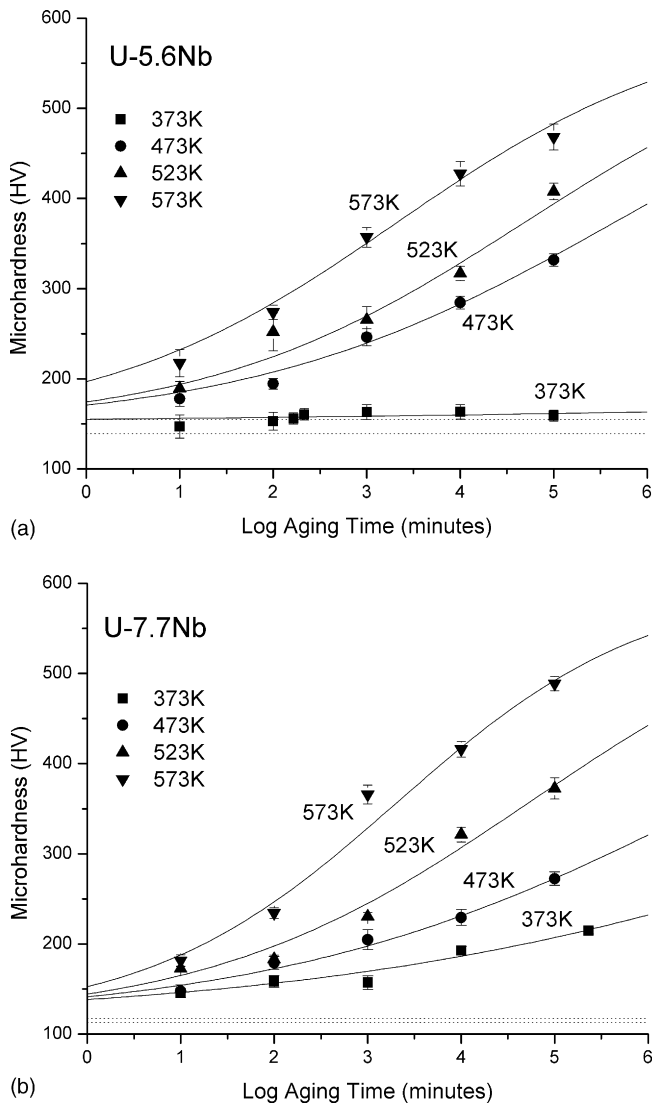 600
U-5.6Nb
373K
500
473K
523K
573K
573K
400
Microhardness (HV)
523K
300
473K
373K
200
100
0 1 2 3 4 5 6
(a)
Log Aging Time (minutes)
600
U-7.7Nb
373K
500
473K
523K
573K
400
Microhardness (HV)
573K
523K
300
473K
373K
200
100
0 1 2 3 4 5 6
(b)
Log Aging Time (minutes)